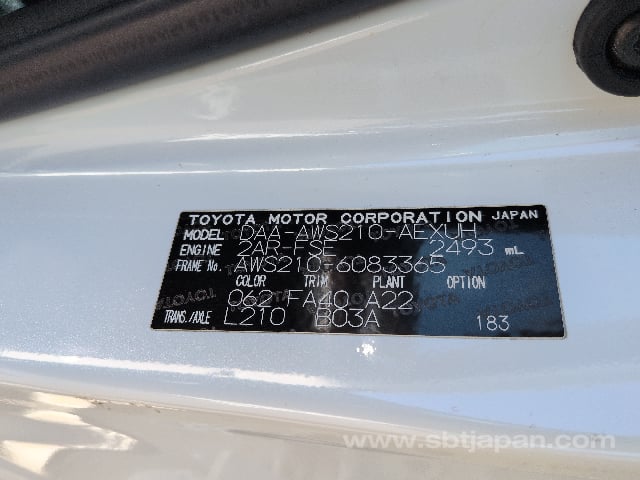 TOYOTA MOTOR CORPORATION JAPAN
MODEL DAA-AWS210-AEXUH
ENGINE 2AR-FSE 2493 mL
FRAME No. AWS210-6083365
COLOR TRIM PLANT OPTION
062 FA40 A22
TRANS./AXLE L210 B03A 183
www.sbtjapan.com